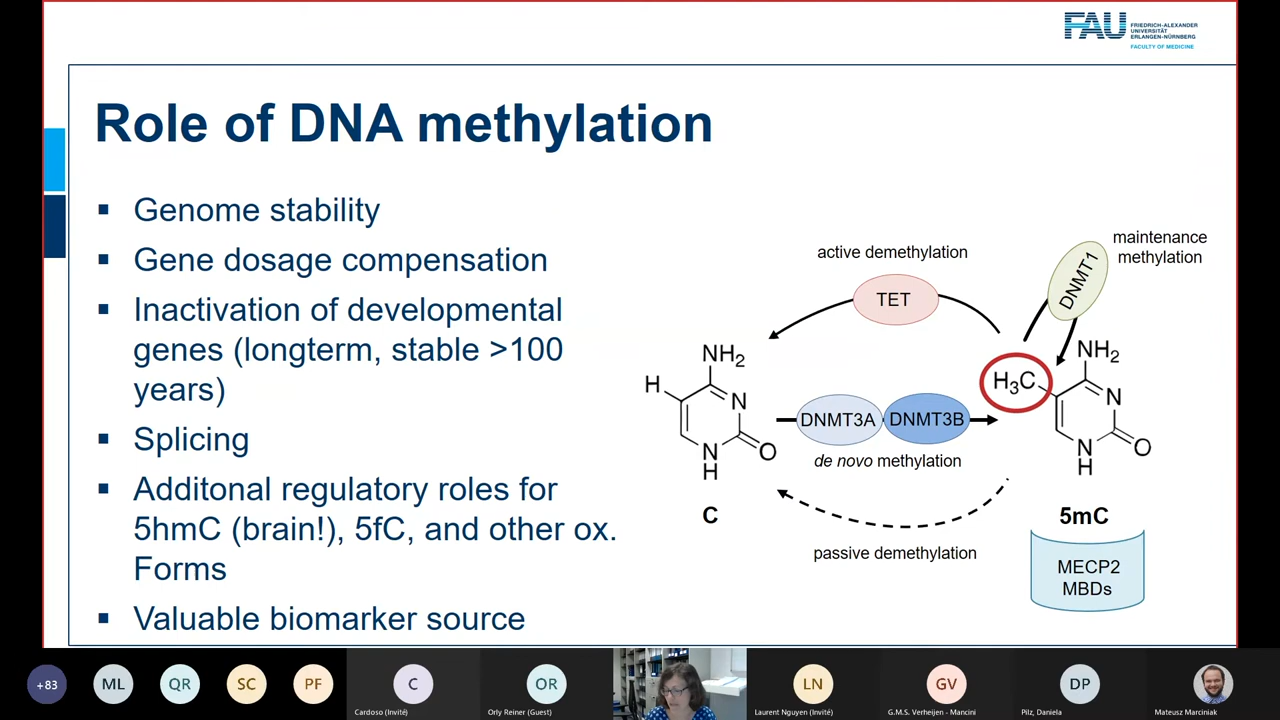 FAU
FRIEDRICH-ALEXANDER
UNIVERSITÄT
ERLANGEN-NÜRNBERG
FACULTY OF MEDICINE
Role of DNA methylation
▪ Genome stability
▪ Gene dosage compensation
▪ Inactivation of developmental
genes (longterm, stable >100
years)
▪ Splicing
▪ Additonal regulatory roles for
5hmC (brain!), 5fC, and other ox.
Forms
▪ Valuable biomarker source
active demethylation
TET
maintenance
methylation
DNMT1
NH₂
H
N
N
H
O
C
DNMT3A
DNMT3B
de novo methylation
passive demethylation
H₃C
NH₂
N
N
H
O
5mC
MECP2
MBDs
+83
ML
QR
SC
PF
C
Cardoso (Invité)
OR
Orly Reiner (Guest)
LN
Laurent Nguyen (Invité)
GV
G.M.S. Verheijen - Mancini
DP
Pilz, Daniela
Mateusz Marciniak